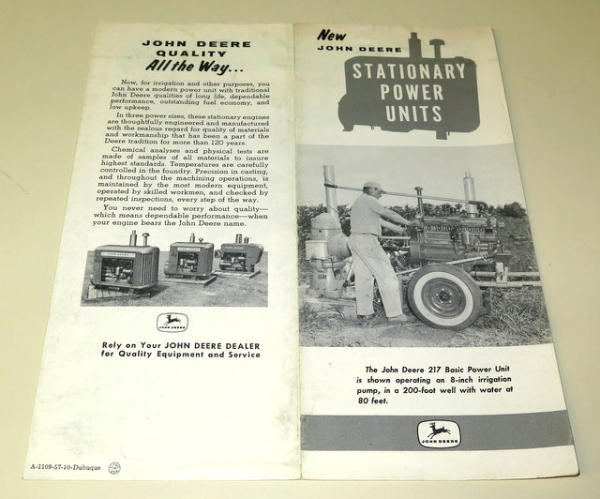 JOHN DEERE
QUALITY
All the Way...
Now, for irrigation and other purposes, you
can have a modern power unit with traditional
John Deere qualities of long life, dependable
performance, outstanding fuel economy, and
low upkeep.
In three power sizes, these stationary engines
are thoughtfully engineered and manufactured
with the zealous regard for quality of materials
and workmanship that has been a part of the
Deere tradition for more than 120 years.
Chemical analyses and physical tests are
made of samples of all materials to insure
highest standards. Temperatures are carefully
controlled in the foundry. Precision in casting,
and throughout the machining operations, is
maintained by the most modern equipment,
operated by skilled workmen, and checked by
repeated inspections, every step of the way.
You never need to worry about quality—
which means dependable performance—when
your engine bears the John Deere name.
JOHN DEERE
Rely on Your JOHN DEERE DEALER
for Quality Equipment and Service
A-1109-57-10-Dubuque
New
JOHN DEERE
STATIONARY
POWER
UNITS
The John Deere 217 Basic Power Unit
is shown operating an 8-inch irrigation
pump, in a 200-foot well with water at
80 feet.
JOHN DEERE